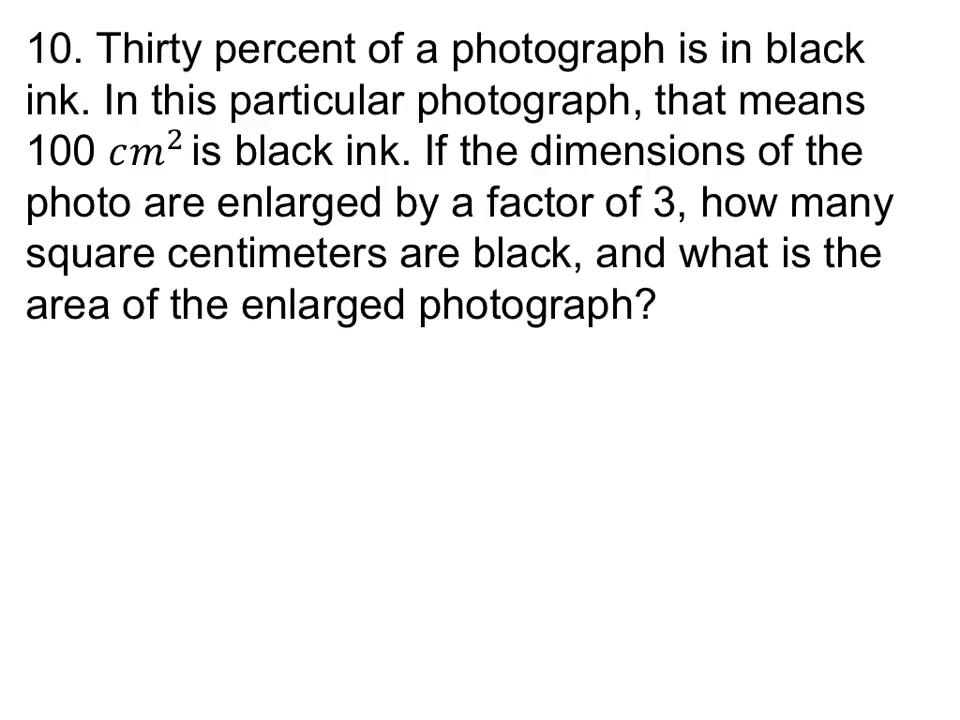 10. Thirty percent of a photograph is in black
ink. In this particular photograph, that means
100 𝑐𝑚² is black ink. If the dimensions of the
photo are enlarged by a factor of 3, how many
square centimeters are black, and what is the
area of the enlarged photograph?